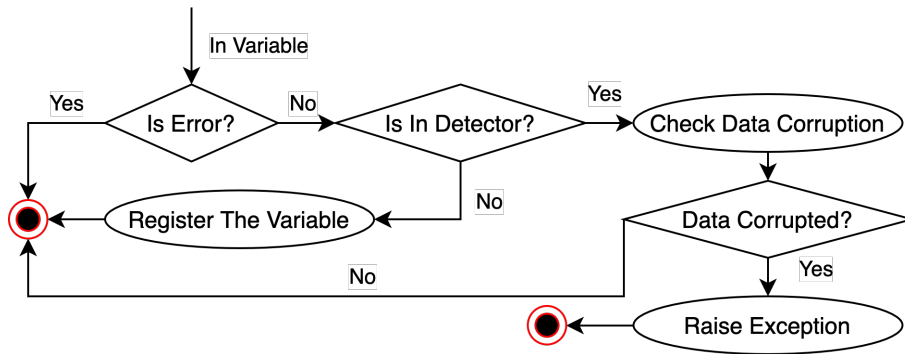 In Variable
Yes
Is Error?
No
Is In Detector?
Yes
Check Data Corruption
No
Register The Variable
Data Corrupted?
No
Yes
Raise Exception